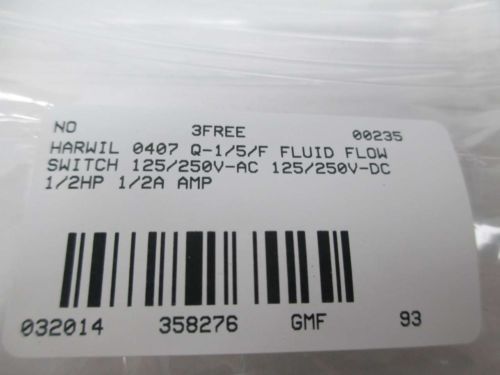 NO 3FREE 00235
HARWIL 0407 Q-1/5/F FLUID FLOW
SWITCH 125/250V-AC 125/250V-DC
1/2HP 1/2A AMP
032014 358276 GMF 93